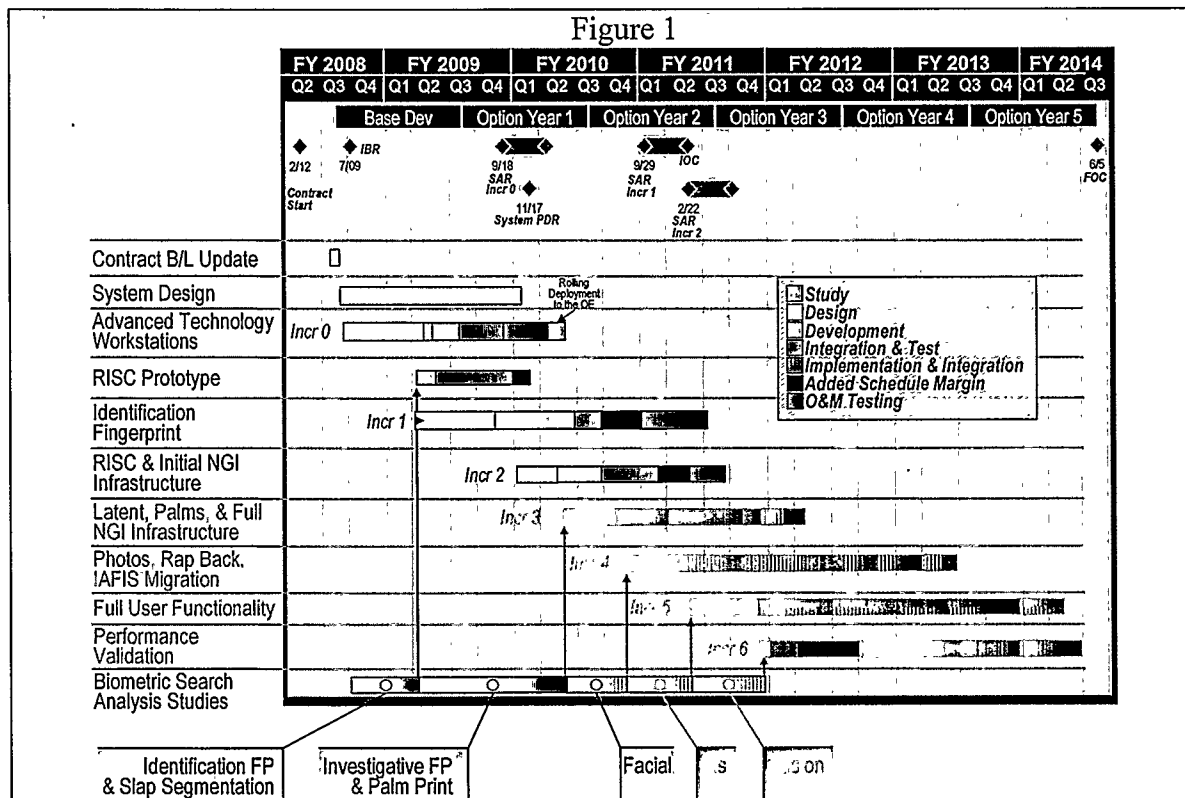 Figure 1
FY 2008 FY 2009 FY 2010 FY 2011 FY 2012 FY 2013 FY 2014
Q2 Q3 Q4 Q1 Q2 Q3 Q4 Q1 Q2 Q3 Q4 Q1 Q2 Q3 Q4 Q1 Q2 Q3 Q4 Q1 Q2 Q3 Q4 Q1 Q2 Q3
Base Dev Option Year 1 Option Year 2 Option Year 3 Option Year 4 Option Year 5
2/12
Contract
Start
7/09 IBR
9/18
SAR
Incr 0
11/17
System PDR
9/29
SAR
Incr 1
IOC
2/22
SAR
Incr 2
6/5
FOC
Contract B/L Update
System Design
Rolling
Deployment
to the OE
Advanced Technology
Workstations
Incr 0
RISC Prototype
Identification
Fingerprint
Incr 1
RISC & Initial NGI
Infrastructure
Incr 2
Latent, Palms, & Full
NGI Infrastructure
Incr 3
Photos, Rap Back,
IAFIS Migration
Incr 4
Full User Functionality
Incr 5
Performance
Validation
Incr 6
Biometric Search
Analysis Studies
Study
Design
Development
Integration & Test
Implementation & Integration
Added Schedule Margin
O&M Testing
Identification FP
& Slap Segmentation
Investigative FP
& Palm Print
Facial